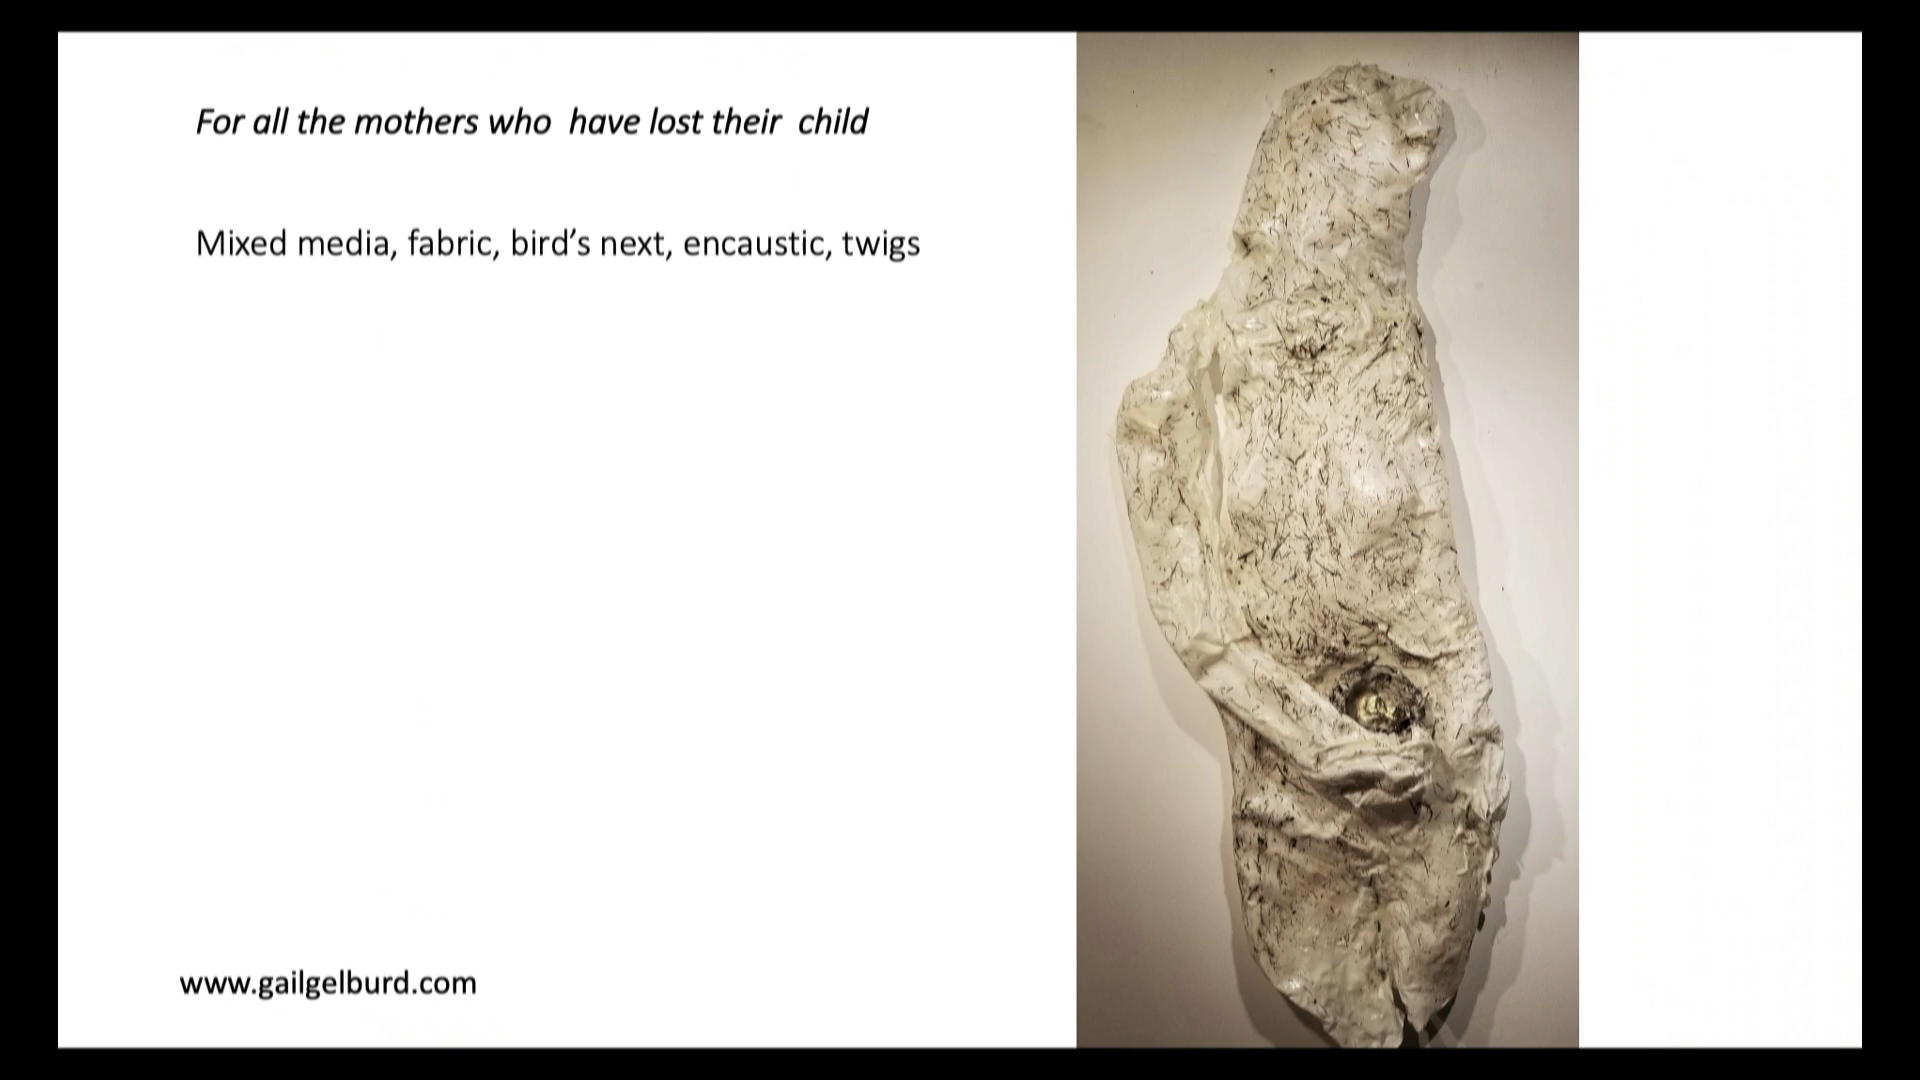 For all the mothers who have lost their child
Mixed media, fabric, bird’s next, encaustic, twigs
www.gailgelburd.com